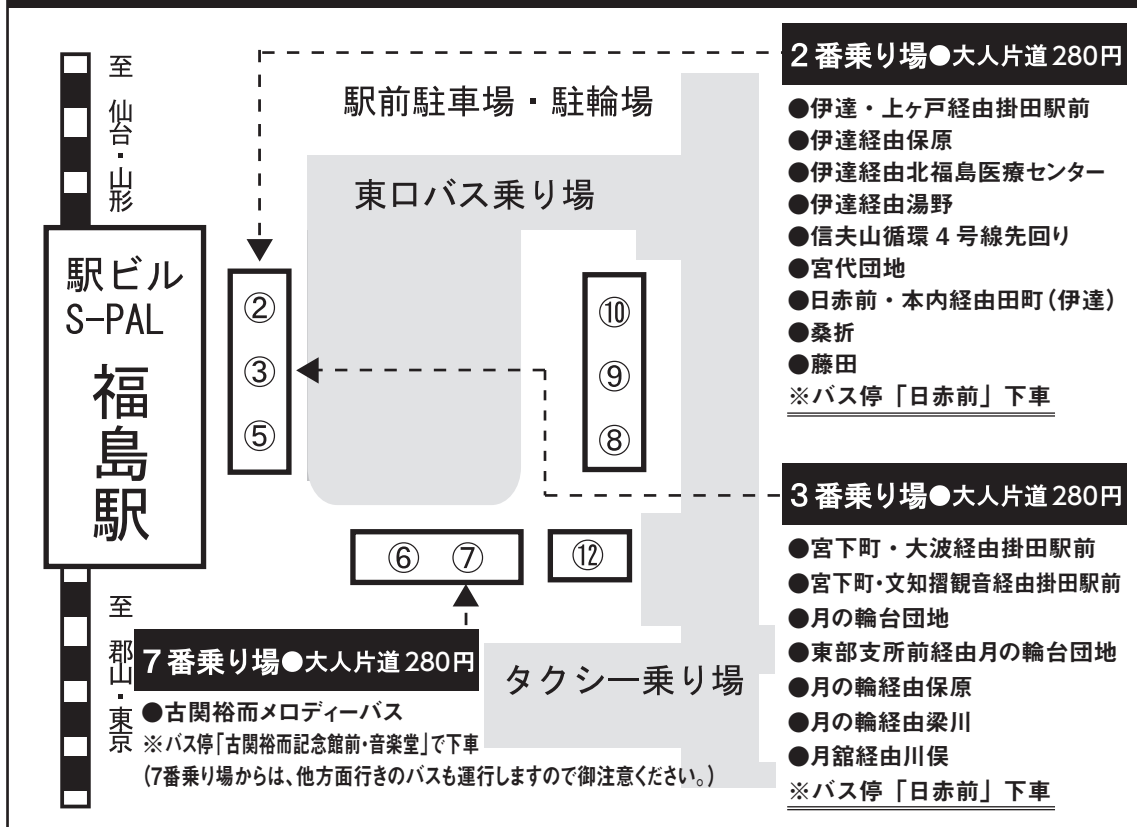 至 仙台・山形
駅ビル
S-PAL
福島駅
至 郡山・東京
駅前駐車場・駐輪場
東口バス乗り場
②
③
⑤
⑩
⑨
⑧
⑥ ⑦
⑫
タクシー乗り場
7番乗り場●大人片道280円
●古関裕而メロディーバス
※バス停「古関裕而記念館前・音楽堂」で下車
(7番乗り場からは、他方面行きのバスも運行しますので御注意ください。)
2番乗り場●大人片道280円
●伊達・上ヶ戸経由掛田駅前
●伊達経由保原
●伊達経由北福島医療センター
●伊達経由湯野
●信夫山循環4号線先回り
●宮代団地
●日赤前・本内経由田町(伊達)
●桑折
●藤田
※バス停「日赤前」下車
3番乗り場●大人片道280円
●宮下町・大波経由掛田駅前
●宮下町・文知摺観音経由掛田駅前
●月の輪台団地
●東部支所前経由月の輪台団地
●月の輪経由保原
●月の輪経由梁川
●月舘経由川俣
※バス停「日赤前」下車